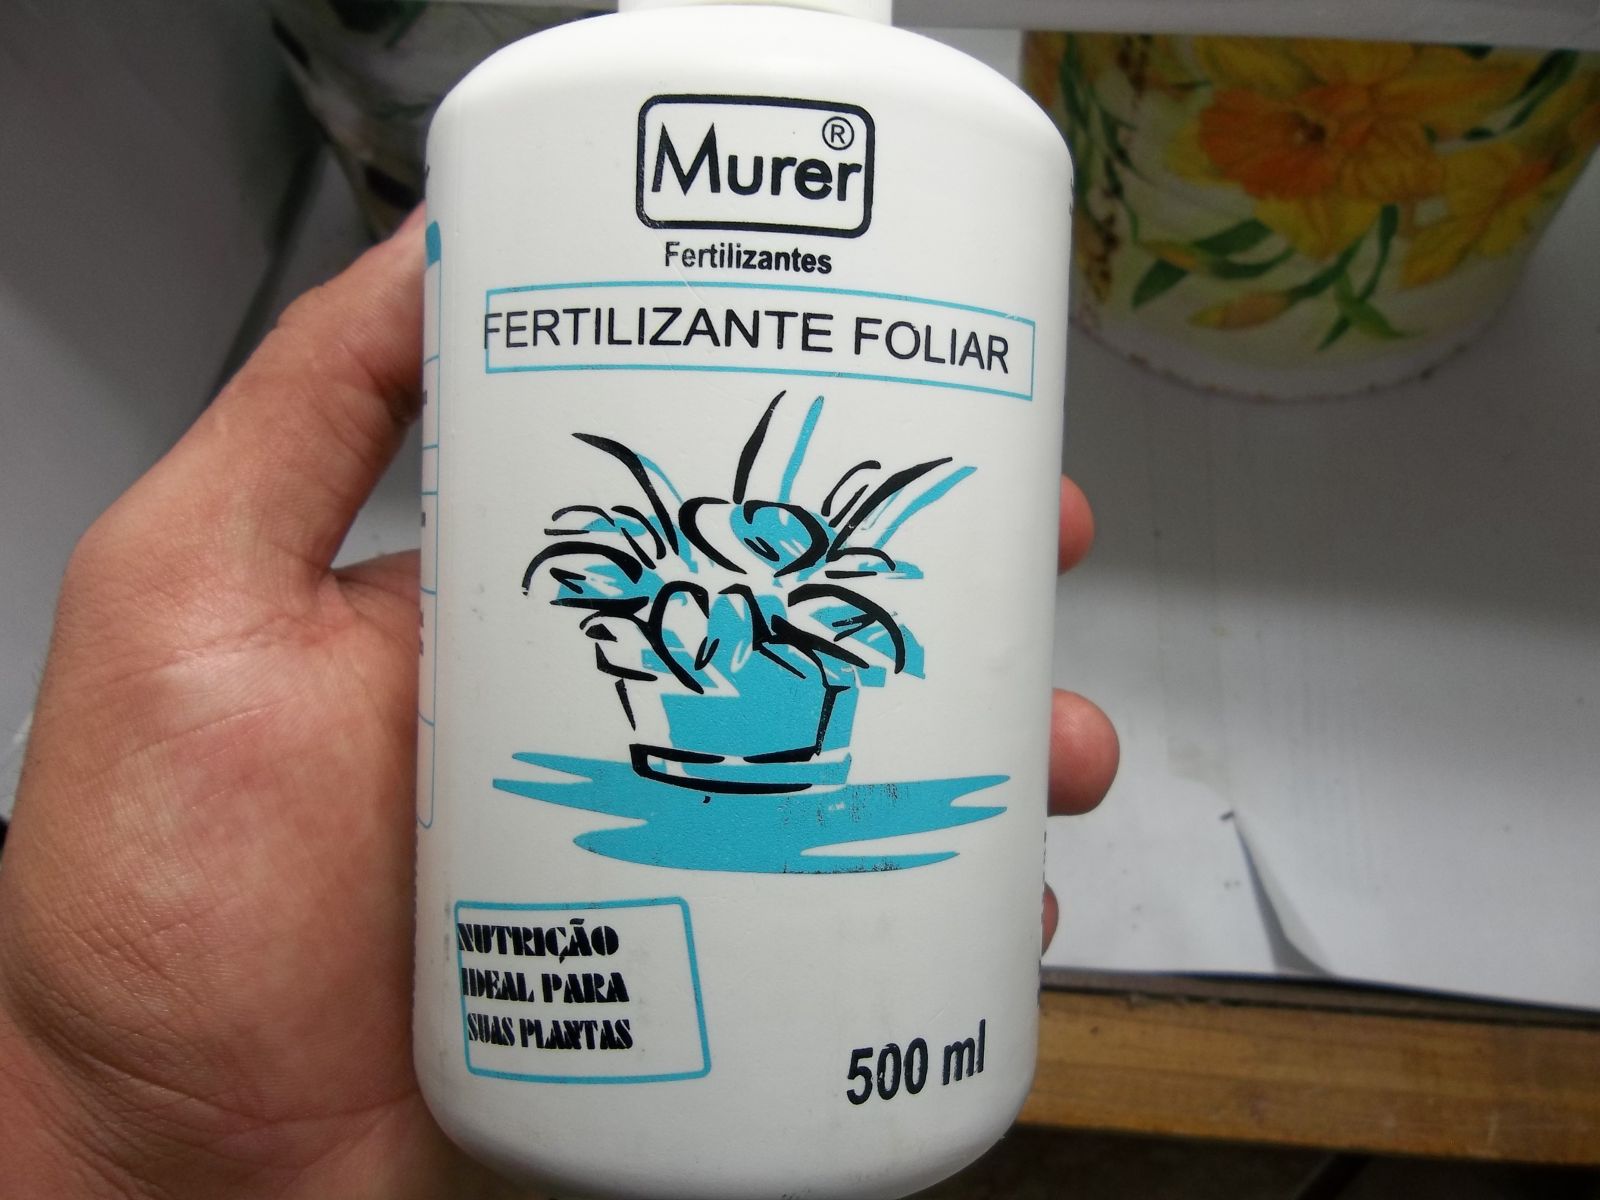 Murer®
Fertilizantes
FERTILIZANTE FOLIAR
NUTRIÇÃO
IDEAL PARA
SUAS PLANTAS
500 ml